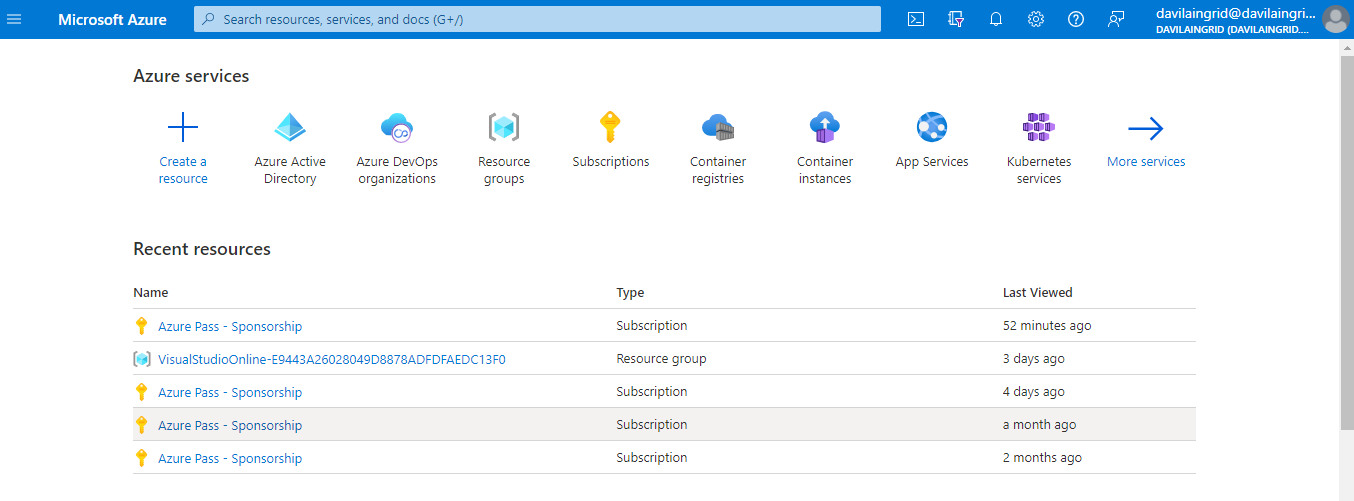 Microsoft Azure
Search resources, services, and docs (G+/)
davilaingrid@davilaingri...
DAVILAINGRID (DAVILAINGRID....
Azure services
Create a
resource
Azure Active
Directory
Azure DevOps
organizations
Resource
groups
Subscriptions
Container
registries
Container
instances
App Services
Kubernetes
services
More services
Recent resources
Name Type Last Viewed
Azure Pass - Sponsorship Subscription 52 minutes ago
VisualStudioOnline-E9443A26028049D8878ADFDFAEDC13F0 Resource group 3 days ago
Azure Pass - Sponsorship Subscription 4 days ago
Azure Pass - Sponsorship Subscription a month ago
Azure Pass - Sponsorship Subscription 2 months ago